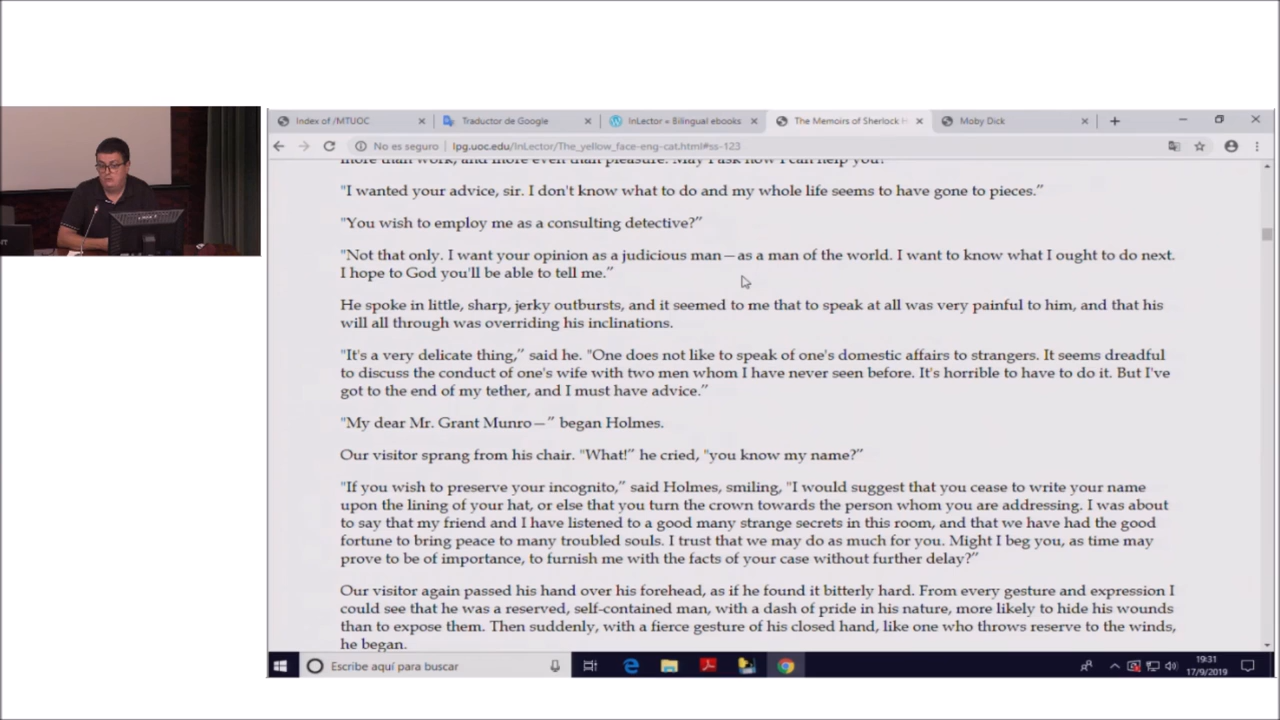 Index of /MTUOC
Traductor de Google
InLector « Bilingual ebooks
The Memoirs of Sherlock H
Moby Dick
No es seguro
lpg.uoc.edu/InLector/The_yellow_face-eng-cat.html#ss-123
more than work, and more even than pleasure. May I ask how I can help you?"
"I wanted your advice, sir. I don't know what to do and my whole life seems to have gone to pieces."
"You wish to employ me as a consulting detective?"
"Not that only. I want your opinion as a judicious man—as a man of the world. I want to know what I ought to do next.
I hope to God you'll be able to tell me."
He spoke in little, sharp, jerky outbursts, and it seemed to me that to speak at all was very painful to him, and that his
will all through was overriding his inclinations.
"It's a very delicate thing," said he. "One does not like to speak of one's domestic affairs to strangers. It seems dreadful
to discuss the conduct of one's wife with two men whom I have never seen before. It's horrible to have to do it. But I've
got to the end of my tether, and I must have advice."
"My dear Mr. Grant Munro—" began Holmes.
Our visitor sprang from his chair. "What!" he cried, "you know my name?"
"If you wish to preserve your incognito," said Holmes, smiling, "I would suggest that you cease to write your name
upon the lining of your hat, or else that you turn the crown towards the person whom you are addressing. I was about
to say that my friend and I have listened to a good many strange secrets in this room, and that we have had the good
fortune to bring peace to many troubled souls. I trust that we may do as much for you. Might I beg you, as time may
prove to be of importance, to furnish me with the facts of your case without further delay?"
Our visitor again passed his hand over his forehead, as if he found it bitterly hard. From every gesture and expression I
could see that he was a reserved, self-contained man, with a dash of pride in his nature, more likely to hide his wounds
than to expose them. Then suddenly, with a fierce gesture of his closed hand, like one who throws reserve to the winds,
he began.
Escribe aquí para buscar
19:31
17/9/2019